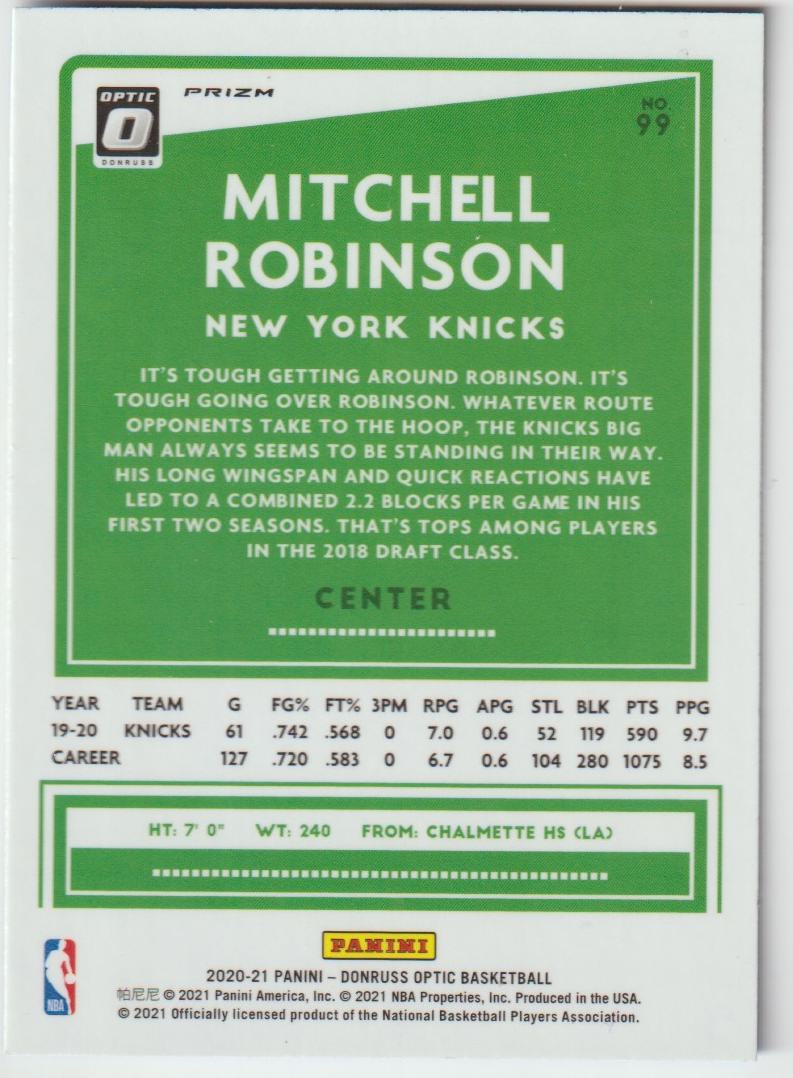 OPTIC
O
DONRUSS
PRIZM
NO.
99
MITCHELL
ROBINSON
NEW YORK KNICKS
IT'S TOUGH GETTING AROUND ROBINSON. IT'S
TOUGH GOING OVER ROBINSON. WHATEVER ROUTE
OPPONENTS TAKE TO THE HOOP, THE KNICKS BIG
MAN ALWAYS SEEMS TO BE STANDING IN THEIR WAY.
HIS LONG WINGSPAN AND QUICK REACTIONS HAVE
LED TO A COMBINED 2.2 BLOCKS PER GAME IN HIS
FIRST TWO SEASONS. THAT'S TOPS AMONG PLAYERS
IN THE 2018 DRAFT CLASS.
CENTER
YEAR TEAM G FG% FT% 3PM RPG APG STL BLK PTS PPG
19-20 KNICKS 61 .742 .568 0 7.0 0.6 52 119 590 9.7
CAREER 127 .720 .583 0 6.7 0.6 104 280 1075 8.5
HT: 7' 0" WT: 240 FROM: CHALMETTE HS (LA)
PANINI
2020-21 PANINI – DONRUSS OPTIC BASKETBALL
帕尼尼 © 2021 Panini America, Inc. © 2021 NBA Properties, Inc. Produced in the USA.
© 2021 Officially licensed product of the National Basketball Players Association.
NBA